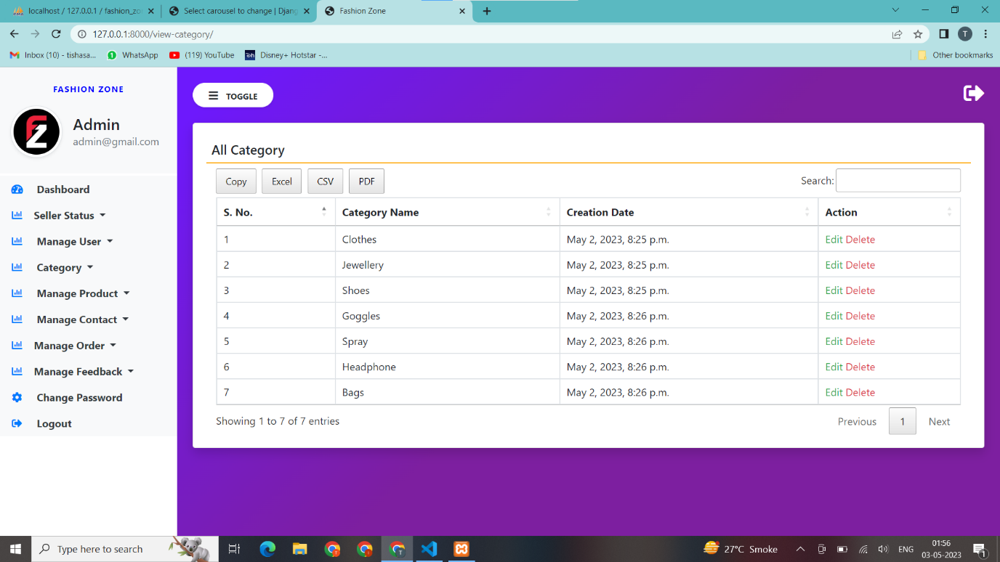 localhost / 127.0.0.1 / fashion_zo
Select carousel to change | Djang
Fashion Zone
127.0.0.1:8000/view-category/
T
Inbox (10) - tishasa...
WhatsApp
(119) YouTube
Disney+ Hotstar -...
Other bookmarks
FASHION ZONE
FZ
Admin
admin@gmail.com
Dashboard
Seller Status
Manage User
Category
Manage Product
Manage Contact
Manage Order
Manage Feedback
Change Password
Logout
TOGGLE
All Category
Copy Excel CSV PDF Search:
S. No. Category Name Creation Date Action
1 Clothes May 2, 2023, 8:25 p.m. Edit Delete
2 Jewellery May 2, 2023, 8:25 p.m. Edit Delete
3 Shoes May 2, 2023, 8:25 p.m. Edit Delete
4 Goggles May 2, 2023, 8:26 p.m. Edit Delete
5 Spray May 2, 2023, 8:26 p.m. Edit Delete
6 Headphone May 2, 2023, 8:26 p.m. Edit Delete
7 Bags May 2, 2023, 8:26 p.m. Edit Delete
Showing 1 to 7 of 7 entries Previous 1 Next
Type here to search
27°C Smoke
ENG
01:56
03-05-2023
1